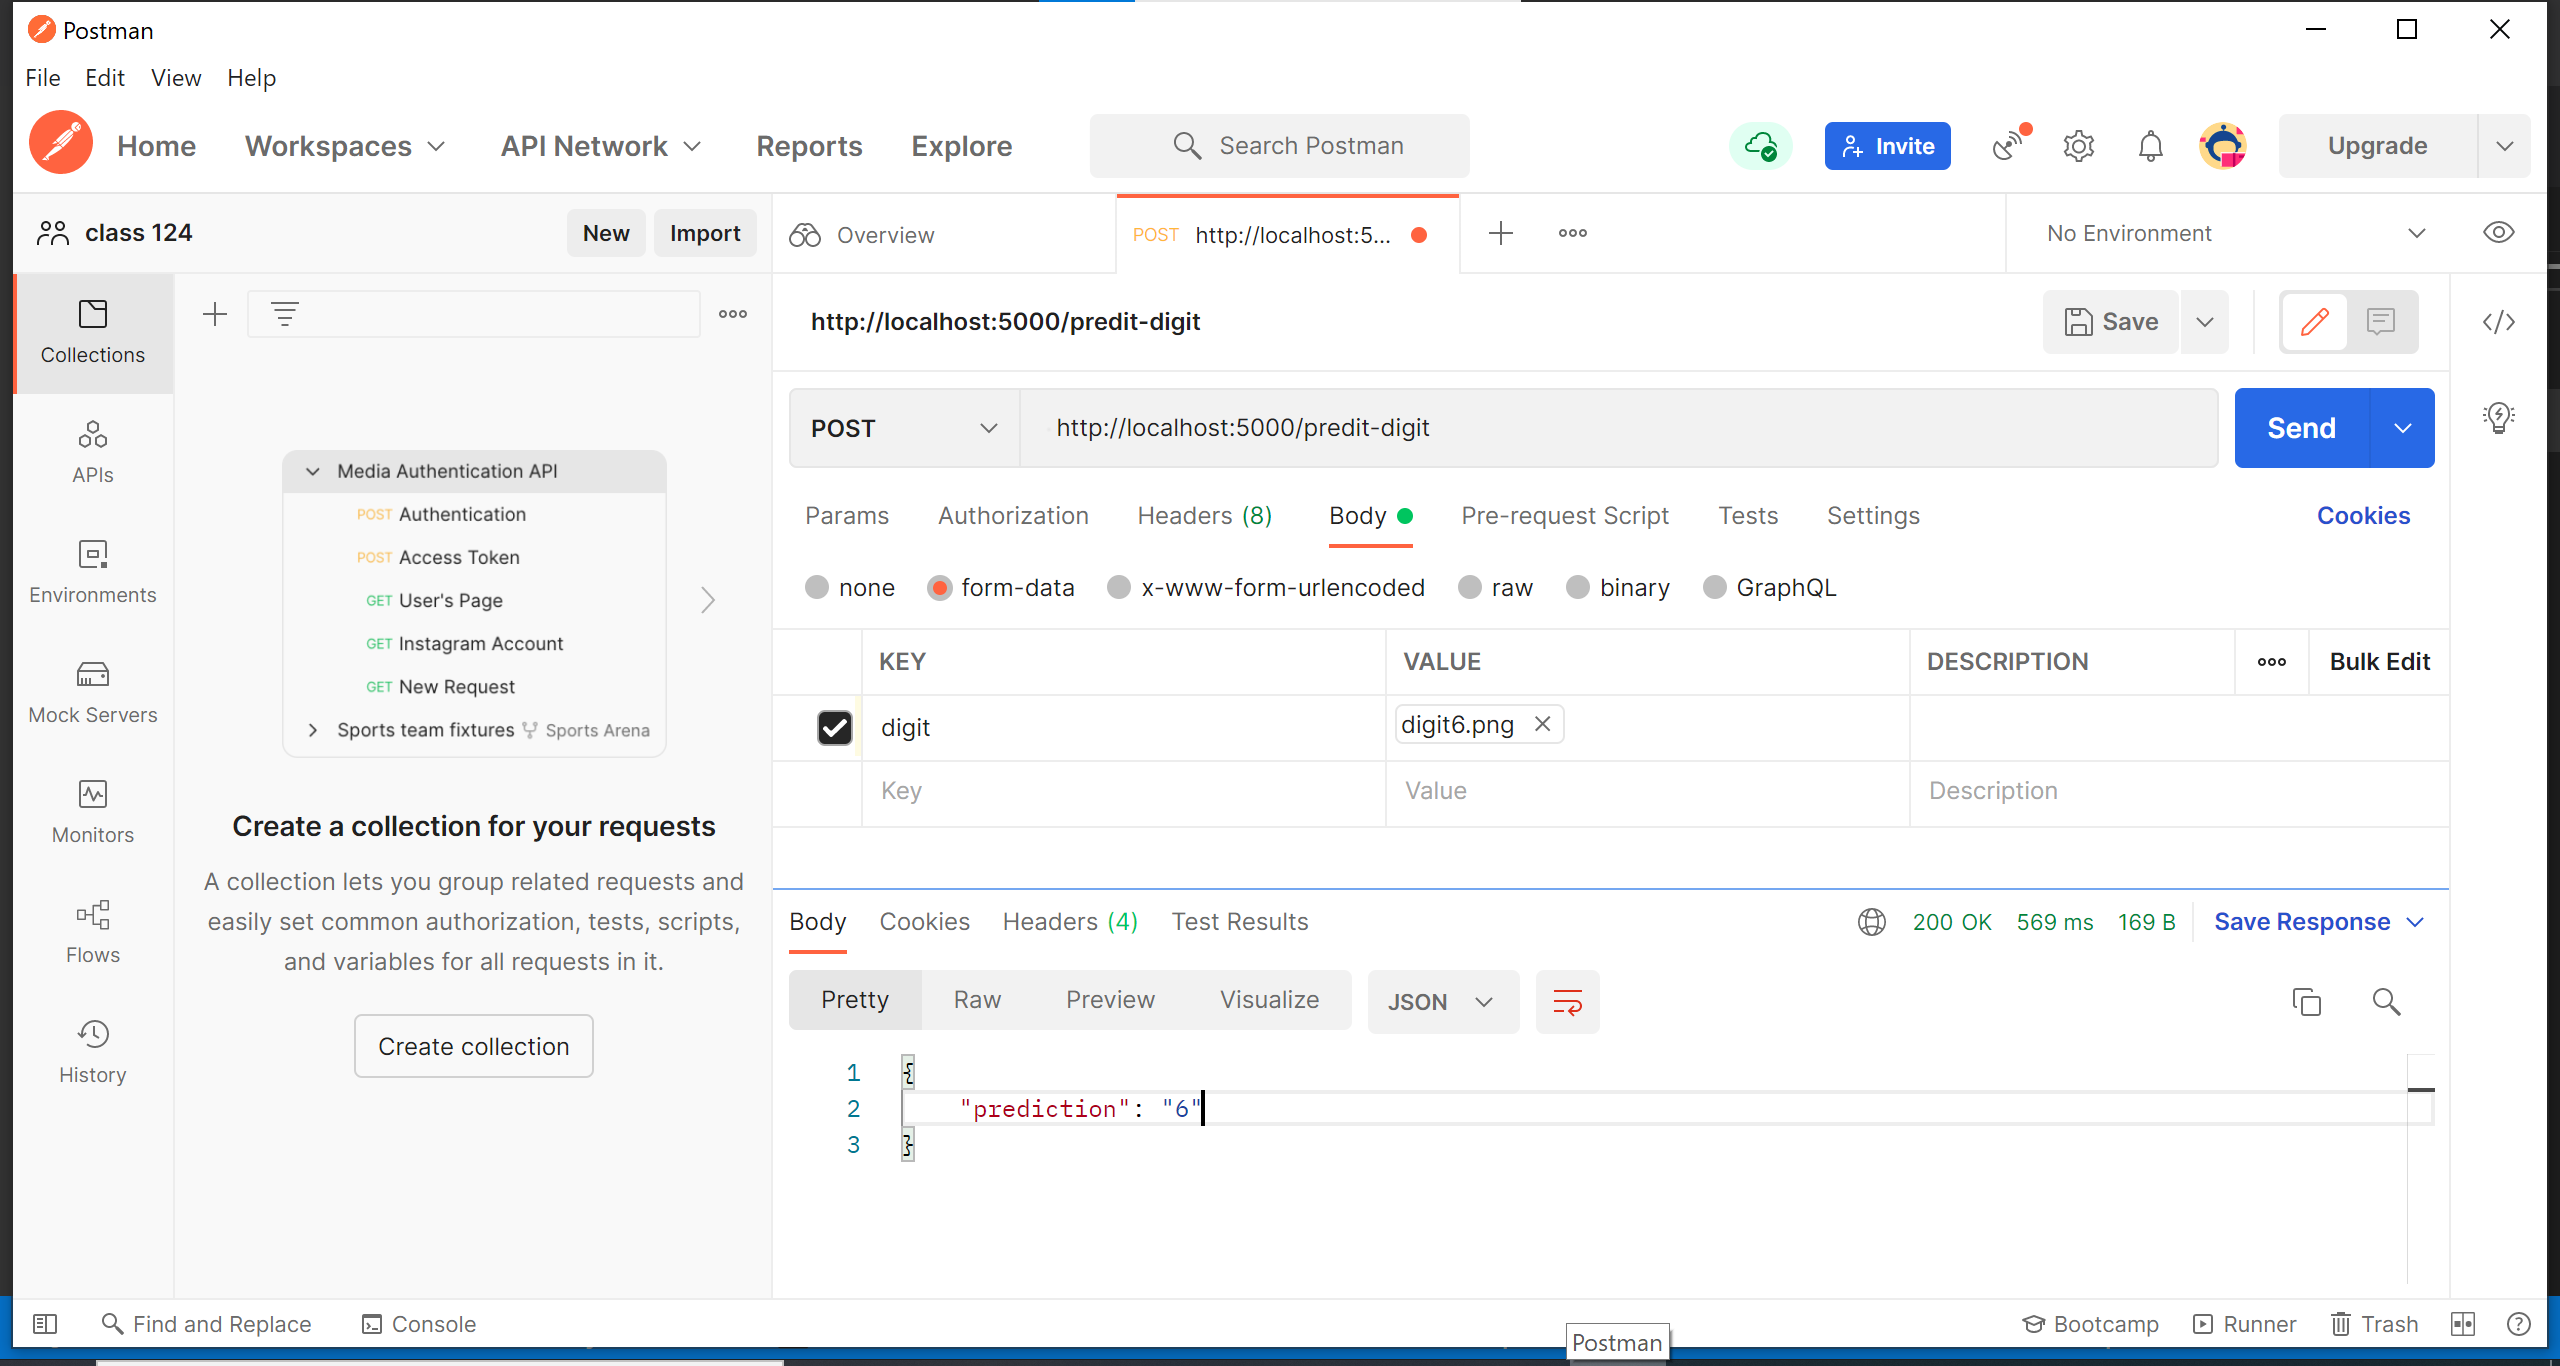 Postman
File Edit View Help
Home Workspaces API Network Reports Explore Search Postman Invite Upgrade
class 124 New Import Overview POST http://localhost:5... No Environment
Collections
APIs
Environments
Mock Servers
Monitors
Flows
History
Media Authentication API
POST Authentication
POST Access Token
GET User's Page
GET Instagram Account
GET New Request
Sports team fixtures Sports Arena
Create a collection for your requests
A collection lets you group related requests and
easily set common authorization, tests, scripts,
and variables for all requests in it.
Create collection
http://localhost:5000/predit-digit Save
POST http://localhost:5000/predit-digit Send
Params Authorization Headers (8) Body Pre-request Script Tests Settings Cookies
none form-data x-www-form-urlencoded raw binary GraphQL
KEY VALUE DESCRIPTION Bulk Edit
digit digit6.png
Key Value Description
Body Cookies Headers (4) Test Results 200 OK 569 ms 169 B Save Response
Pretty Raw Preview Visualize JSON
1 {
2 "prediction": "6"
3 }
Find and Replace Console Bootcamp Runner Trash
Postman